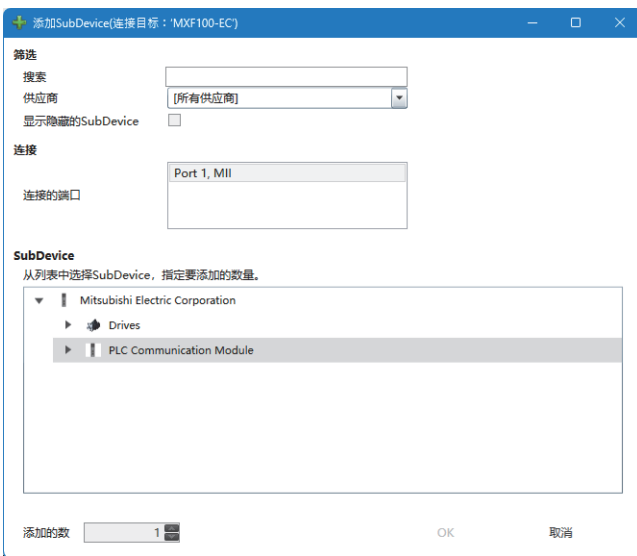 添加SubDevice(连接目标：'MXF100-EC')
筛选
搜索
供应商 [所有供应商]
显示隐藏的SubDevice
连接
Port 1, MII
连接的端口
SubDevice
从列表中选择SubDevice，指定要添加的数量。
Mitsubishi Electric Corporation
Drives
PLC Communication Module
添加的数 1 OK 取消